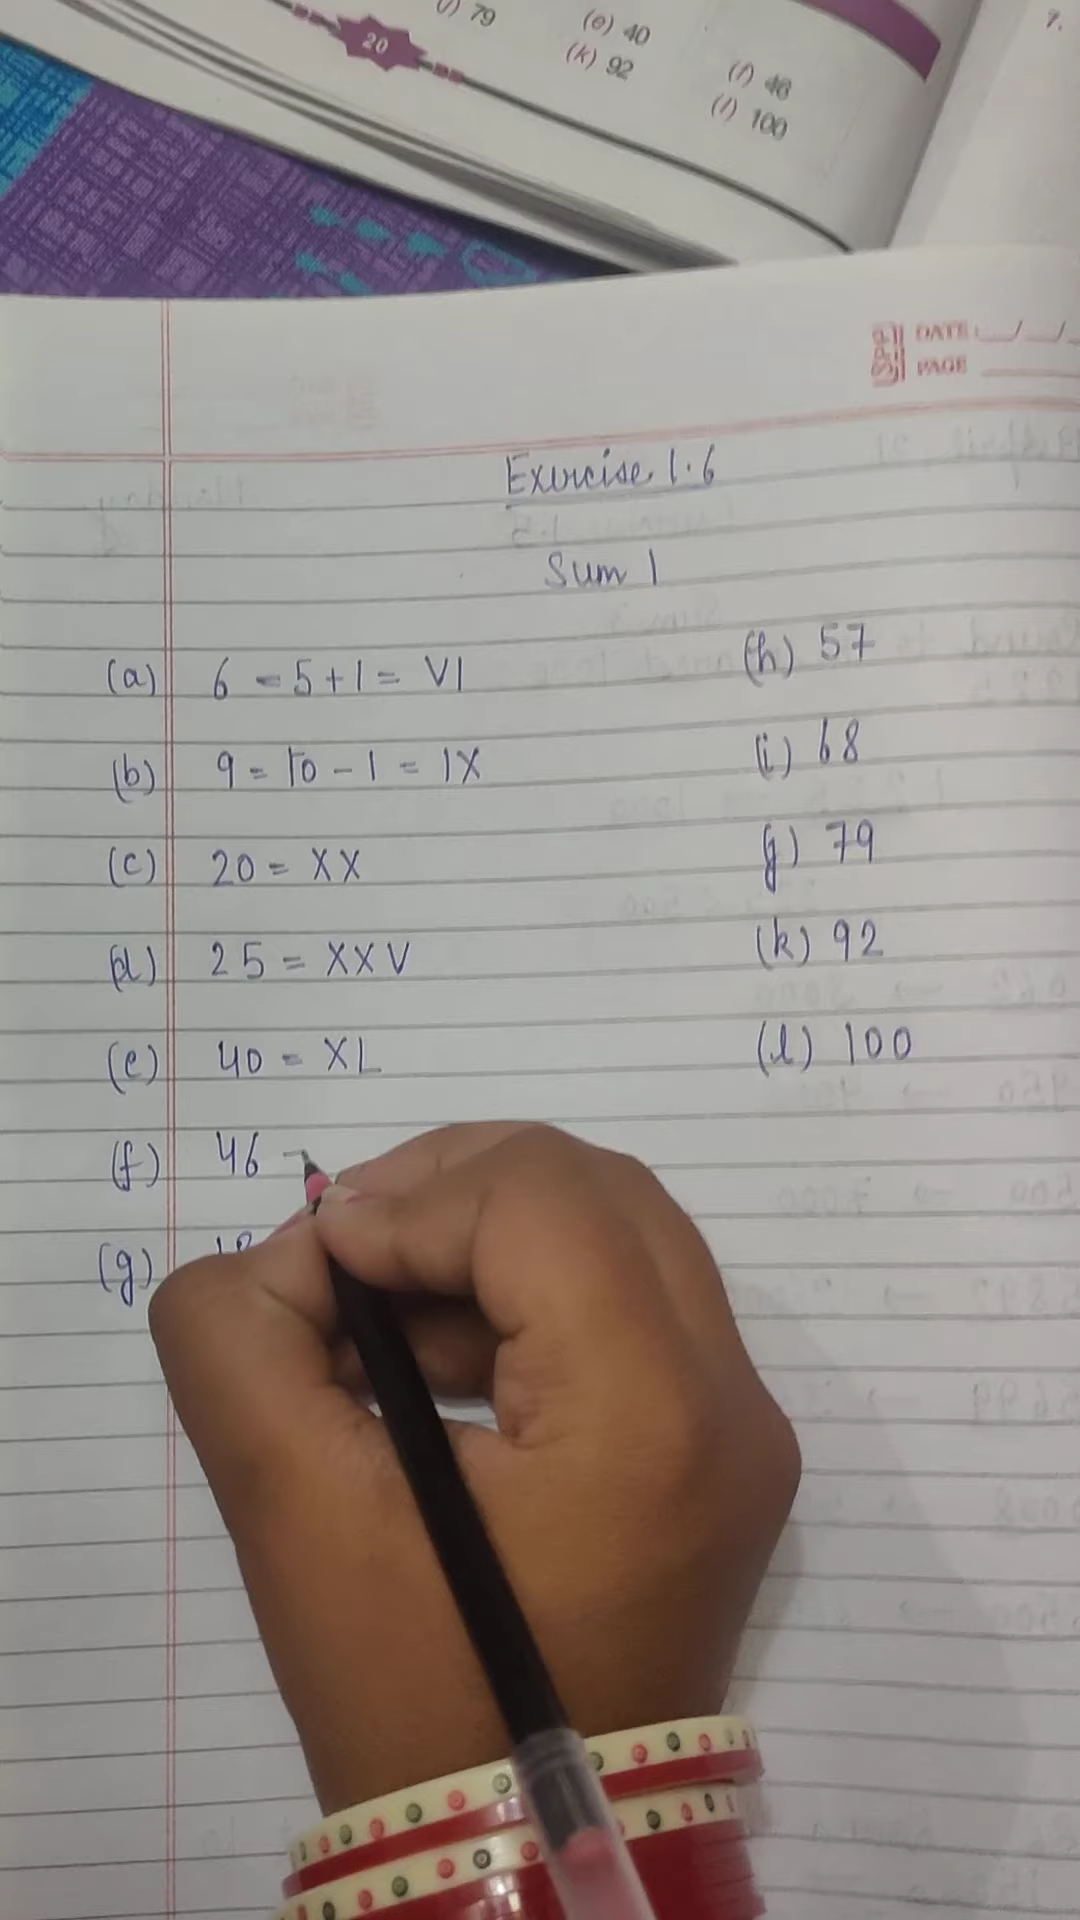 (j) 79
(e) 40
(k) 92
(f) 46
(l) 100
20
7.
DATE
PAGE
Exercise 1.6
Sum 1
(a) 6 = 5 + 1 = VI
(b) 9 = 10 - 1 = IX
(c) 20 = XX
(d) 25 = XXV
(e) 40 = XL
(f) 46
(g)
(h) 57
(i) 68
(j) 79
(k) 92
(l) 100